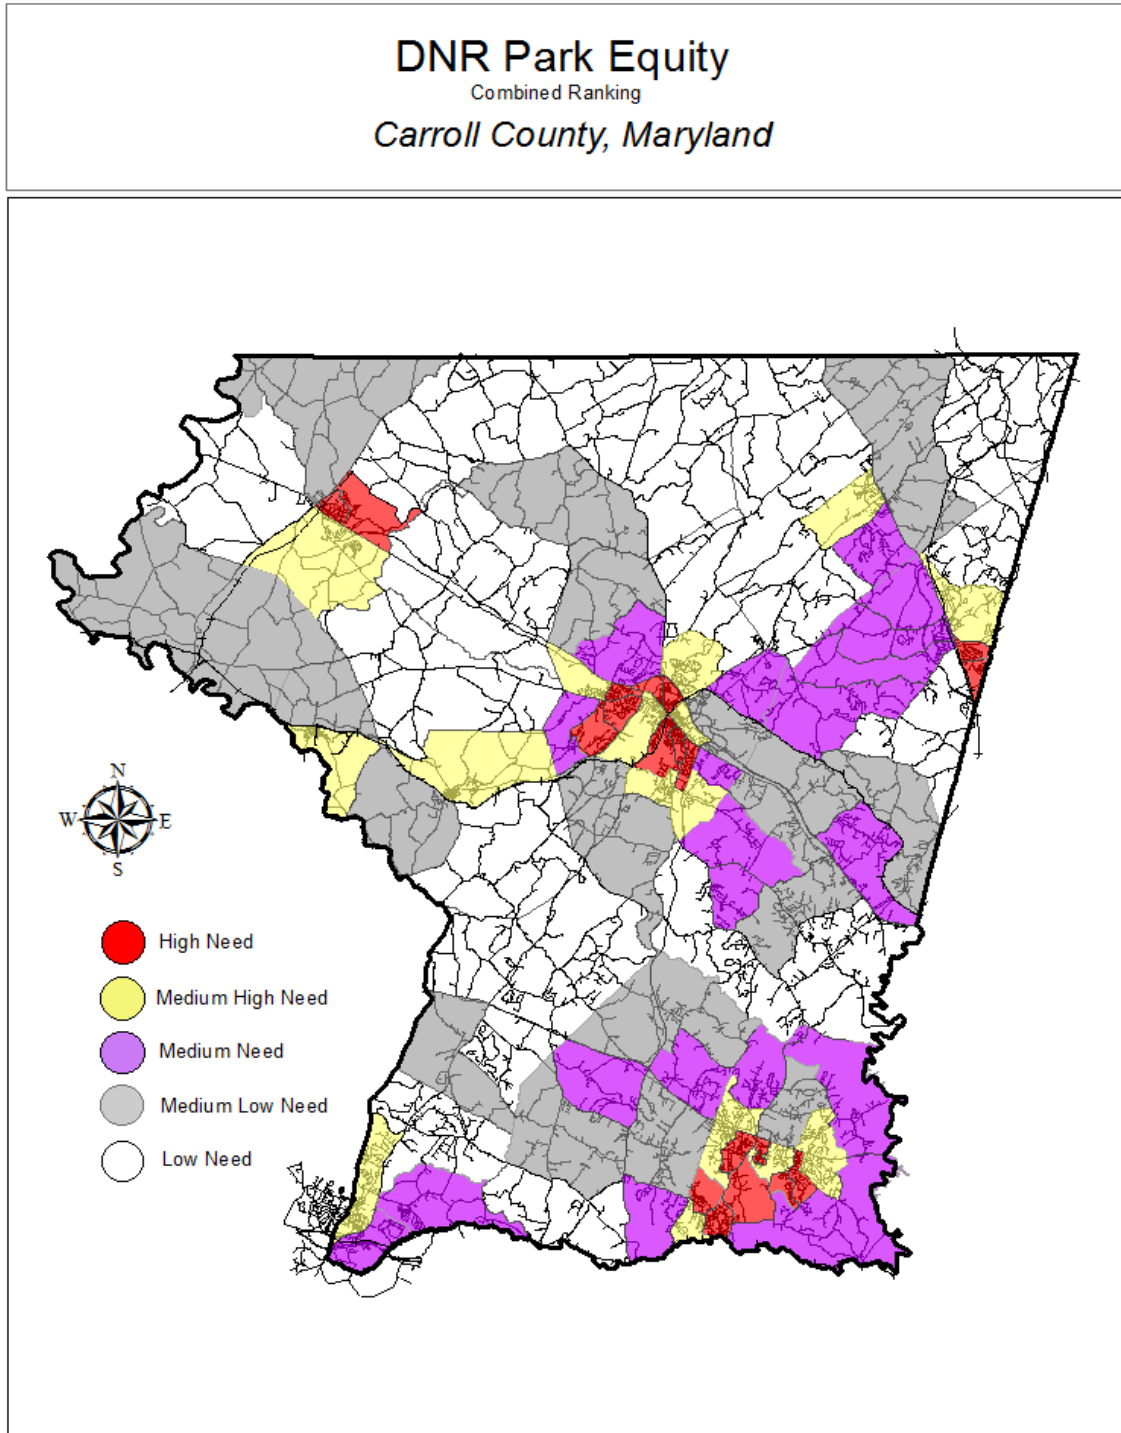 DNR Park Equity
Combined Ranking
Carroll County, Maryland
N
W E
S
High Need
Medium High Need
Medium Need
Medium Low Need
Low Need